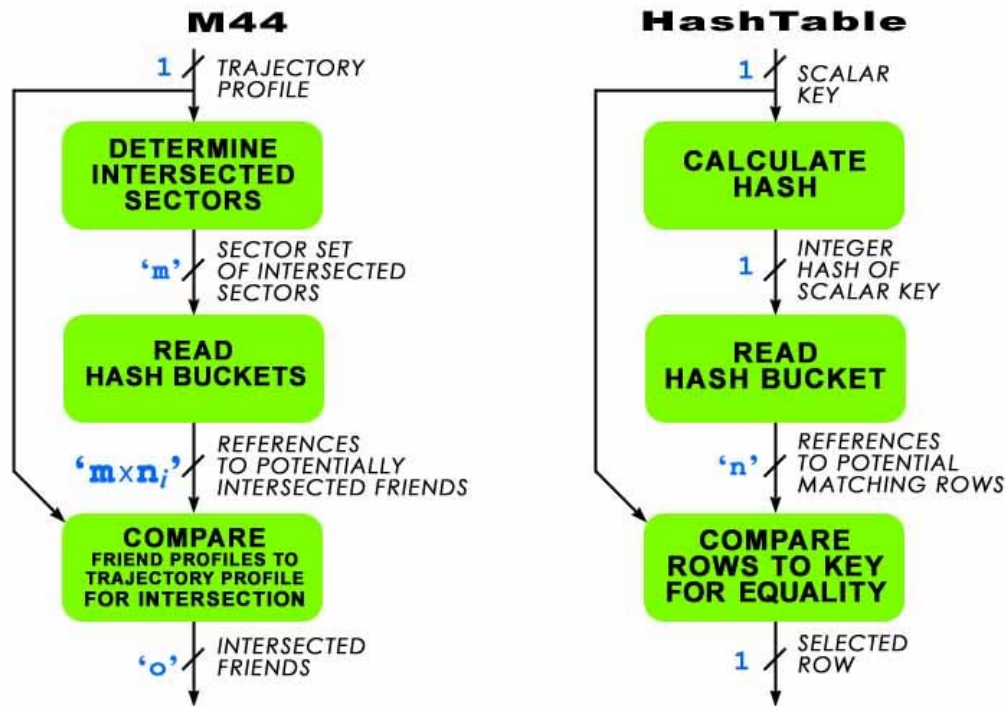 M44
1
TRAJECTORY
PROFILE
DETERMINE
INTERSECTED
SECTORS
‘m’
SECTOR SET
OF INTERSECTED
SECTORS
READ
HASH BUCKETS
‘m×nᵢ’
REFERENCES
TO POTENTIALLY
INTERSECTED FRIENDS
COMPARE
FRIEND PROFILES TO
TRAJECTORY PROFILE
FOR INTERSECTION
‘o’
INTERSECTED
FRIENDS
HashTable
1
SCALAR
KEY
CALCULATE
HASH
1
INTEGER
HASH OF
SCALAR KEY
READ
HASH BUCKET
‘n’
REFERENCES
TO POTENTIAL
MATCHING ROWS
COMPARE
ROWS TO KEY
FOR EQUALITY
1
SELECTED
ROW